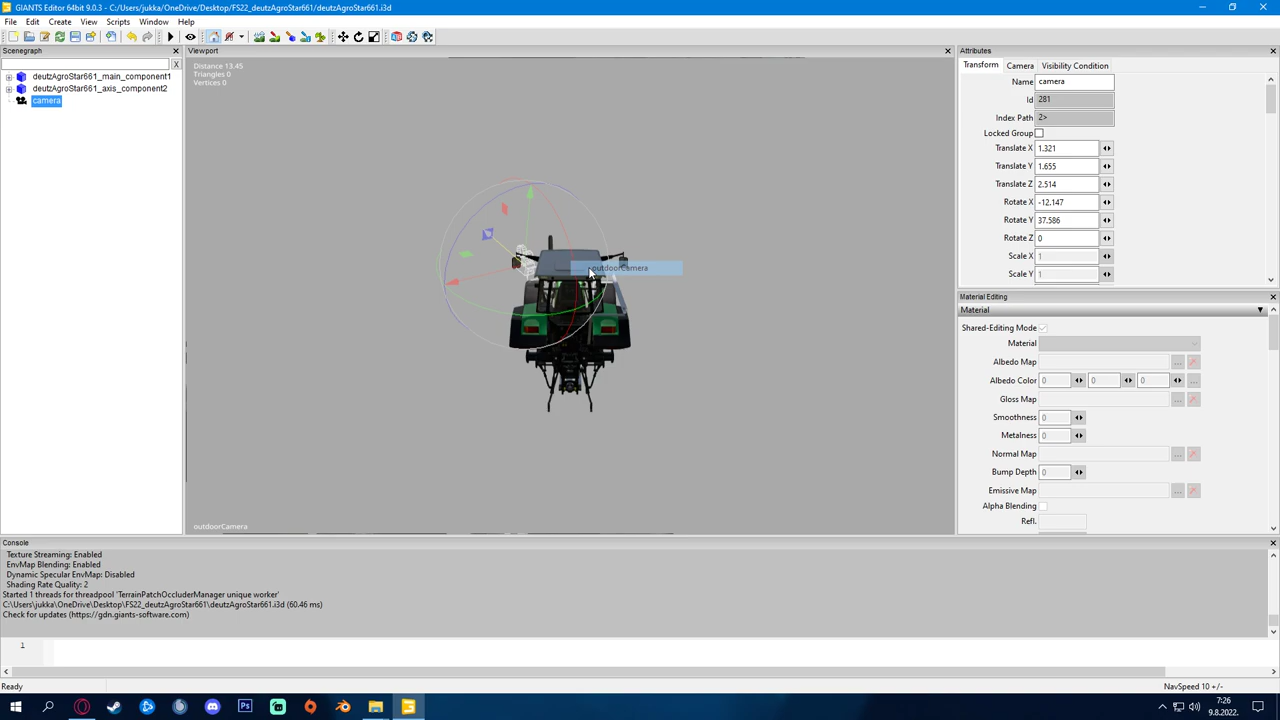 GIANTS Editor 64bit 9.0.3 - C:/Users/jukka/OneDrive/Desktop/FS22_deutzAgroStar661/deutzAgroStar661.i3d
File Edit Create View Scripts Window Help
Scenegraph
X
deutzAgroStar661_main_component1
deutzAgroStar661_axis_component2
camera
Viewport
Distance 13.45
Triangles 0
Vertices 0
outdoorCamera
outdoorCamera
Attributes
Transform Camera Visibility Condition
Name camera
Id 281
Index Path 2>
Locked Group
Translate X 1.321
Translate Y 1.655
Translate Z 2.514
Rotate X -12.147
Rotate Y 37.586
Rotate Z 0
Scale X 1
Scale Y 1
Material Editing
Material
Shared-Editing Mode
Material
Albedo Map ...
Albedo Color 0 0 0 ...
Gloss Map ...
Smoothness 0
Metalness 0
Normal Map ...
Bump Depth 0
Emissive Map ...
Alpha Blending
Refl.
Console
Texture Streaming: Enabled
EnvMap Blending: Enabled
Dynamic Specular EnvMap: Disabled
Shading Rate Quality: 2
Started 1 threads for threadpool 'TerrainPatchOccluderManager unique worker'
C:\Users\jukka\OneDrive\Desktop\FS22_deutzAgroStar661\deutzAgroStar661.i3d (60.46 ms)
Check for updates (https://gdn.giants-software.com)
1
Ready
NavSpeed 10 +/-
7:26
9.8.2022.